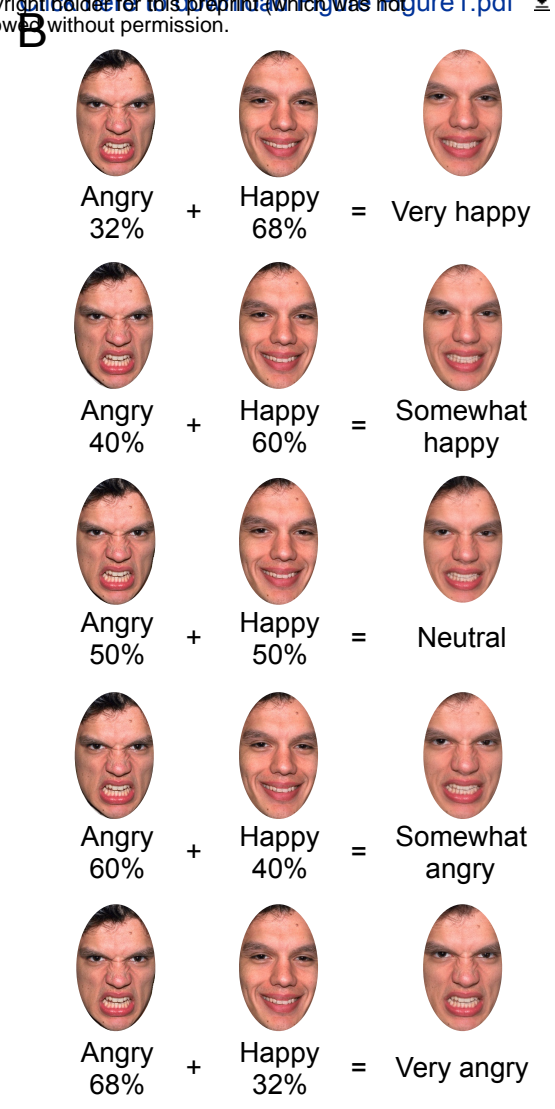 owed without permission.
B
Angry
32%
+
Happy
68%
=
Very happy
Angry
40%
+
Happy
60%
=
Somewhat
happy
Angry
50%
+
Happy
50%
=
Neutral
Angry
60%
+
Happy
40%
=
Somewhat
angry
Angry
68%
+
Happy
32%
=
Very angry